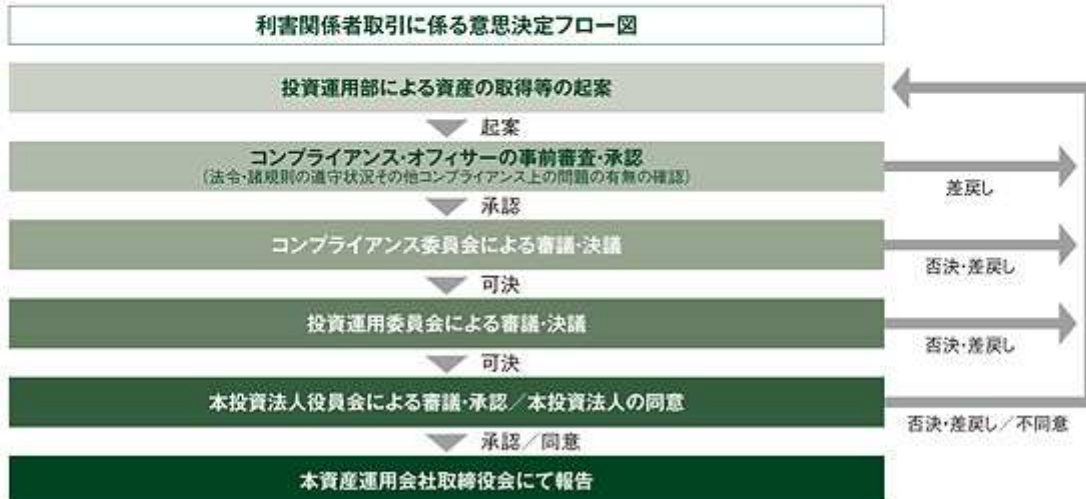 利害関係者取引に係る意思決定フロー図
投資運用部による資産の取得等の起案
起案
コンプライアンス・オフィサーの事前審査・承認
（法令・諸規則の遵守状況その他コンプライアンス上の問題の有無の確認）
差戻し
承認
コンプライアンス委員会による審議・決議
否決・差戻し
可決
投資運用委員会による審議・決議
否決・差戻し
可決
本投資法人役員会による審議・承認／本投資法人の同意
否決・差戻し／不同意
承認／同意
本資産運用会社取締役会にて報告